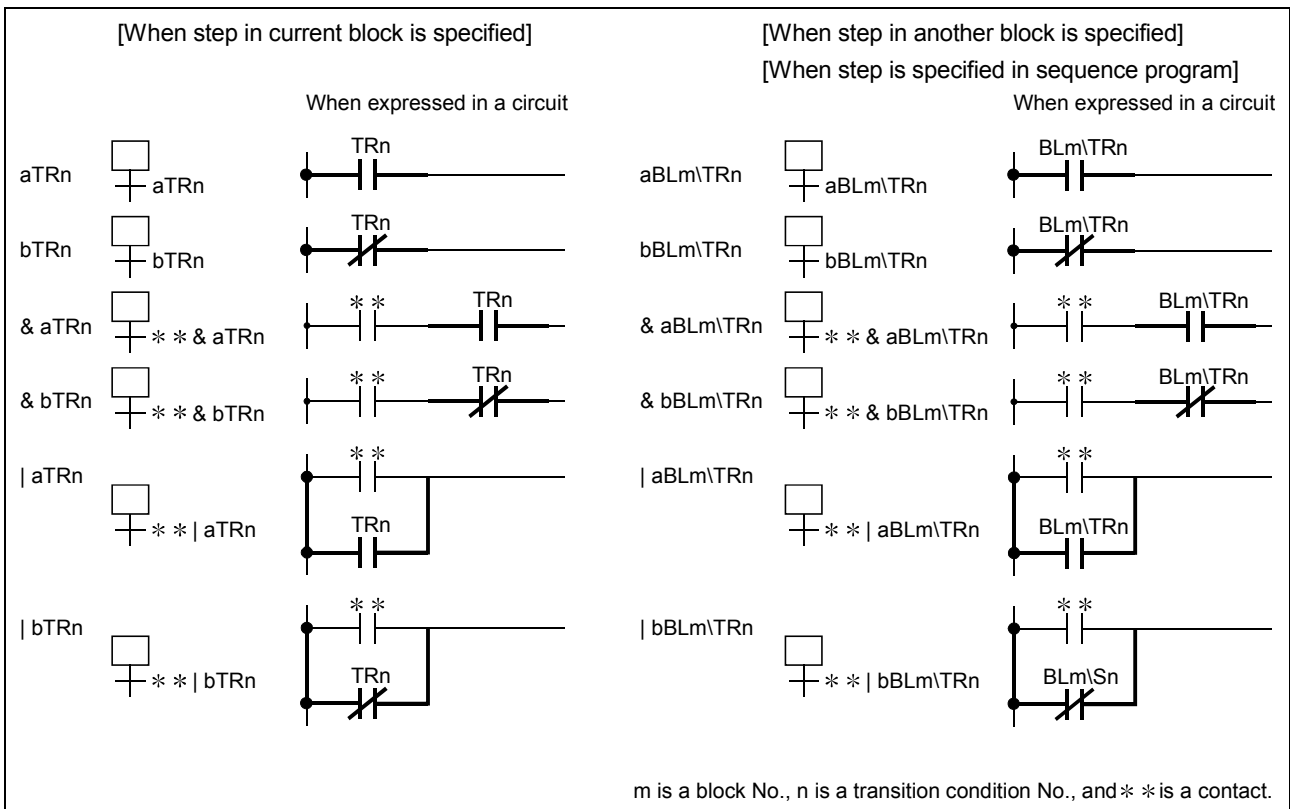 [When step in current block is specified]
When expressed in a circuit
aTRn aTRn TRn
bTRn bTRn TRn
& aTRn ＊＊& aTRn ＊＊ TRn
& bTRn ＊＊& bTRn ＊＊ TRn
| aTRn ＊＊
＊＊| aTRn TRn
| bTRn ＊＊
＊＊| bTRn TRn
[When step in another block is specified]
[When step is specified in sequence program]
When expressed in a circuit
aBLm\TRn aBLm\TRn BLm\TRn
bBLm\TRn bBLm\TRn BLm\TRn
& aBLm\TRn ＊＊& aBLm\TRn ＊＊ BLm\TRn
& bBLm\TRn ＊＊& bBLm\TRn ＊＊ BLm\TRn
| aBLm\TRn ＊＊
＊＊| aBLm\TRn BLm\TRn
| bBLm\TRn ＊＊
＊＊| bBLm\TRn BLm\Sn
m is a block No., n is a transition condition No., and＊＊is a contact.